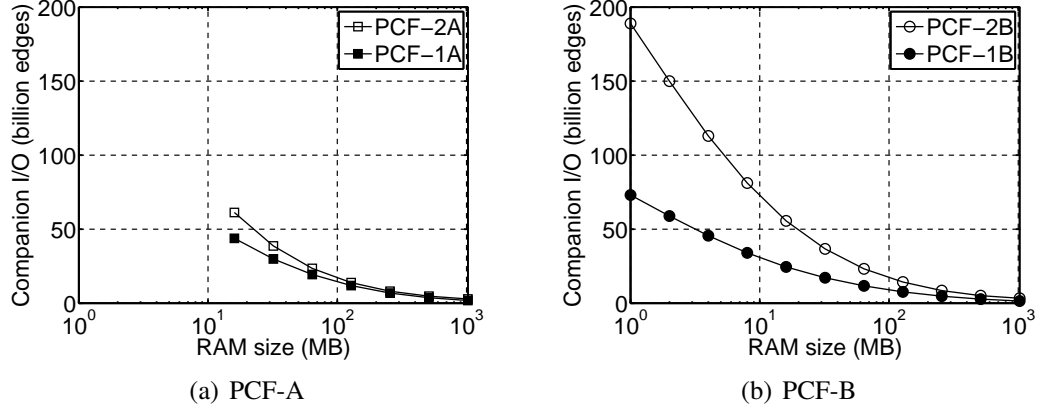 200
150
100
50
0
Companion I/O (billion edges)
10^0
10^1
10^2
10^3
RAM size (MB)
PCF-2A
PCF-1A
(a) PCF-A
200
150
100
50
0
Companion I/O (billion edges)
10^0
10^1
10^2
10^3
RAM size (MB)
PCF-2B
PCF-1B
(b) PCF-B